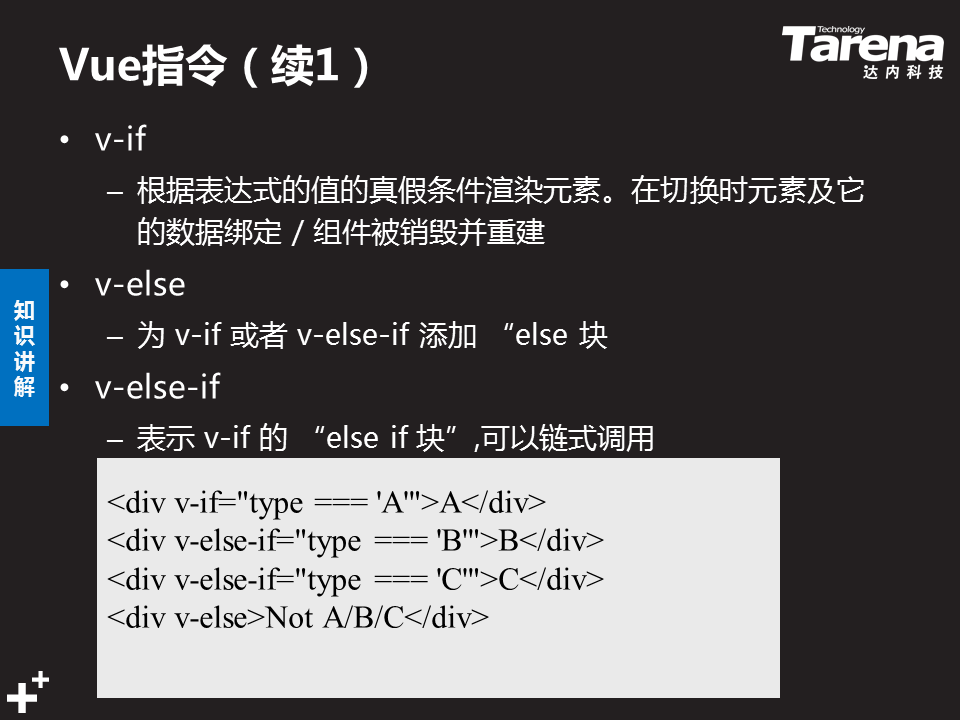 Vue指令（续1）
Technology
Tarena
达内科技
• v-if
– 根据表达式的值的真假条件渲染元素。在切换时元素及它
的数据绑定 / 组件被销毁并重建
• v-else
– 为 v-if 或者 v-else-if 添加 “else 块
• v-else-if
– 表示 v-if 的 “else if 块”,可以链式调用
知
识
讲
解
<div v-if="type === 'A'">A</div>
<div v-else-if="type === 'B'">B</div>
<div v-else-if="type === 'C'">C</div>
<div v-else>Not A/B/C</div>